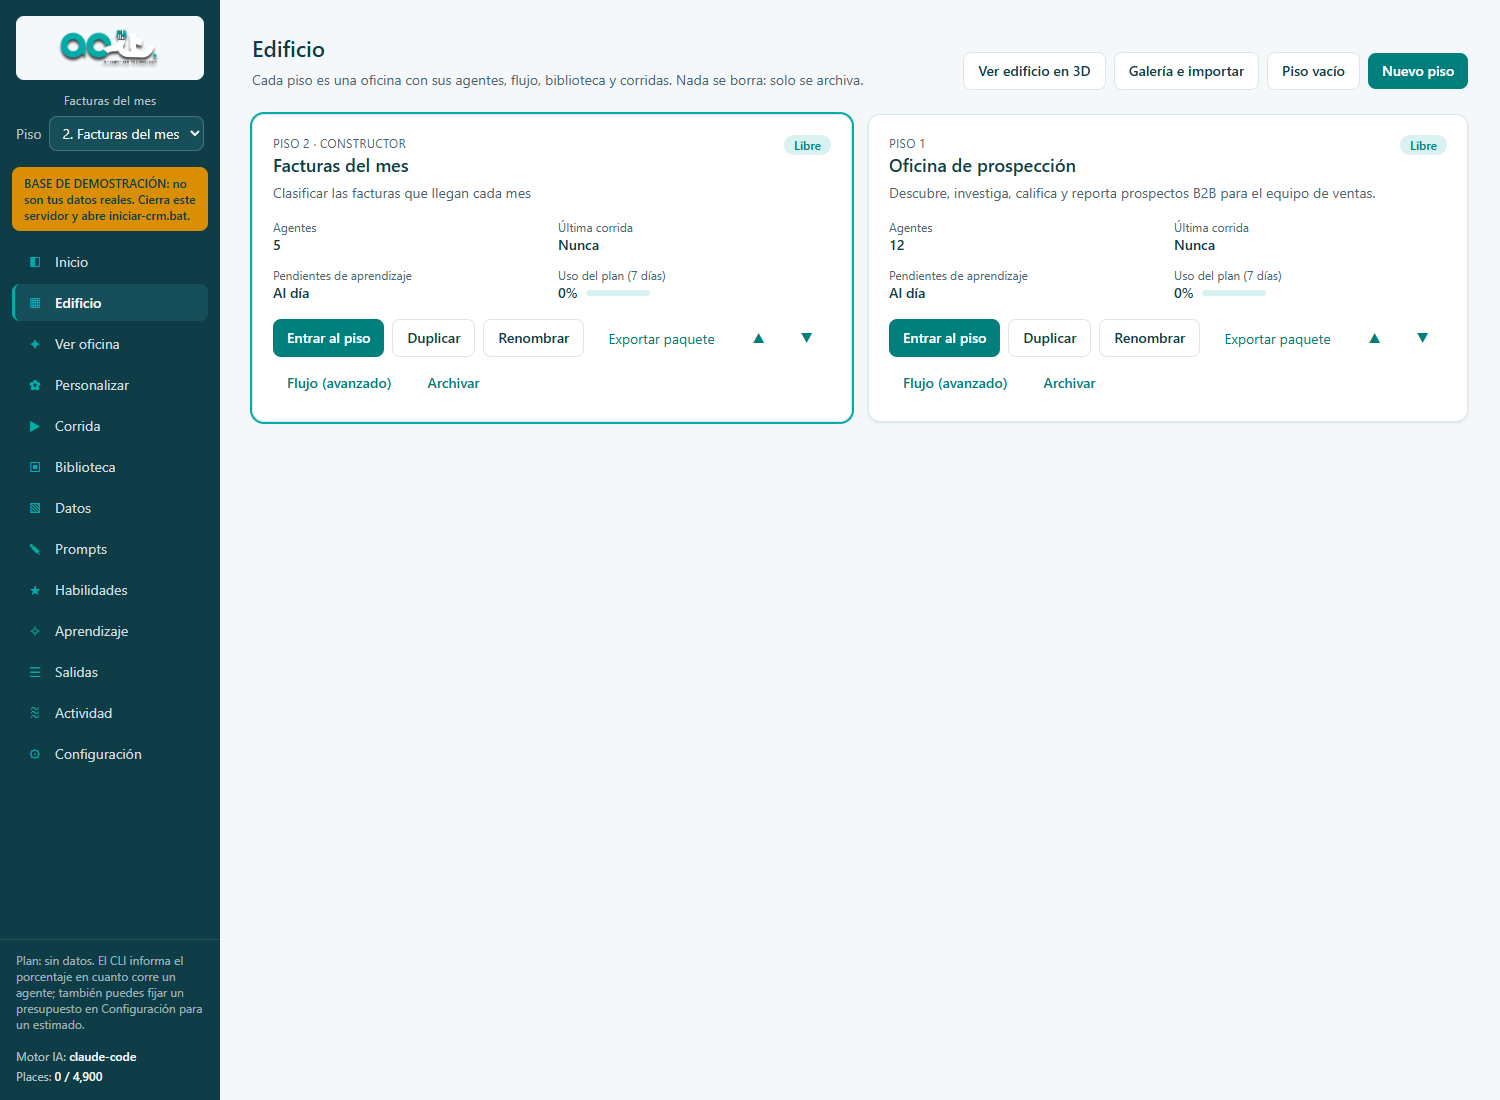 acit.
Facturas del mes
Piso 2. Facturas del mes
BASE DE DEMOSTRACIÓN: no
son tus datos reales. Cierra este
servidor y abre iniciar-crm.bat.
Inicio
Edificio
Ver oficina
Personalizar
Corrida
Biblioteca
Datos
Prompts
Habilidades
Aprendizaje
Salidas
Actividad
Configuración
Plan: sin datos. El CLI informa el
porcentaje en cuanto corre un
agente; también puedes fijar un
presupuesto en Configuración para
un estimado.
Motor IA: claude-code
Places: 0 / 4,900
Edificio
Cada piso es una oficina con sus agentes, flujo, biblioteca y corridas. Nada se borra: solo se archiva.
Ver edificio en 3D
Galería e importar
Piso vacío
Nuevo piso
PISO 2 · CONSTRUCTOR
Libre
Facturas del mes
Clasificar las facturas que llegan cada mes
Agentes
5
Última corrida
Nunca
Pendientes de aprendizaje
Al día
Uso del plan (7 días)
0%
Entrar al piso
Duplicar
Renombrar
Exportar paquete
▲
▼
Flujo (avanzado)
Archivar
PISO 1
Libre
Oficina de prospección
Descubre, investiga, califica y reporta prospectos B2B para el equipo de ventas.
Agentes
12
Última corrida
Nunca
Pendientes de aprendizaje
Al día
Uso del plan (7 días)
0%
Entrar al piso
Duplicar
Renombrar
Exportar paquete
▲
▼
Flujo (avanzado)
Archivar